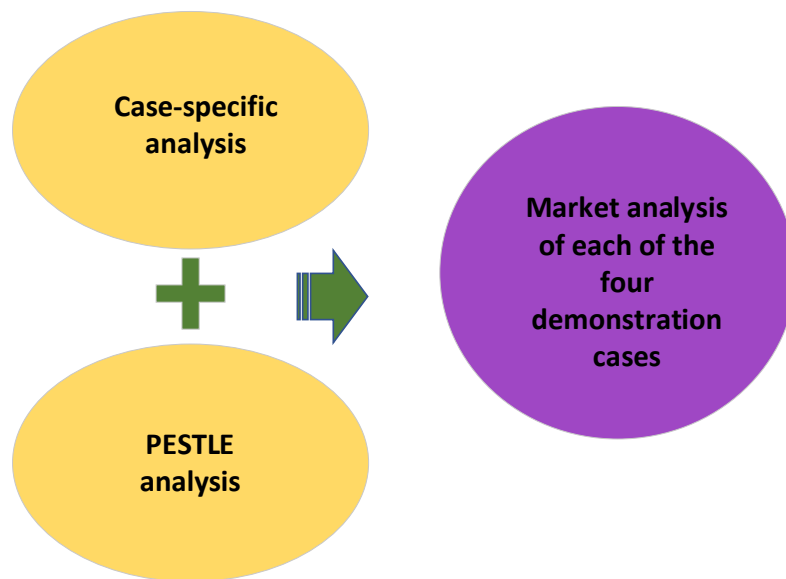 Case-specific
analysis
PESTLE
analysis
Market analysis
of each of the
four
demonstration
cases